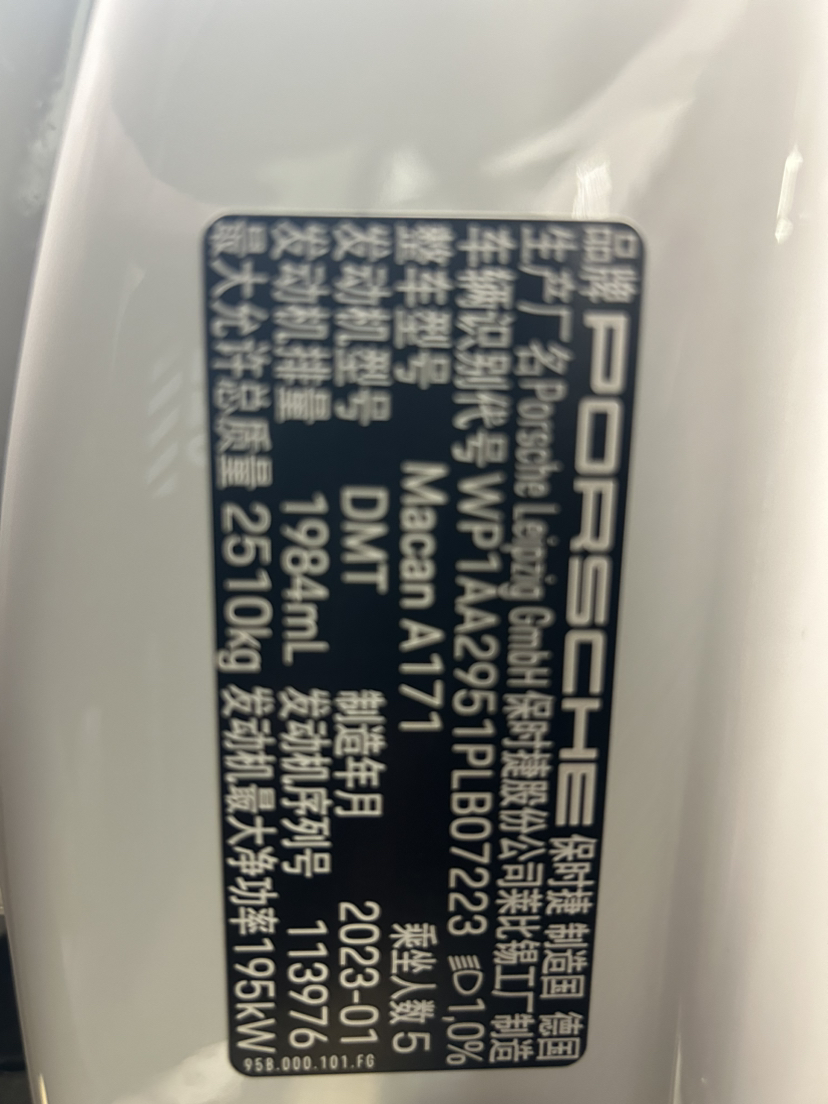 品牌 PORSCHE 保时捷 制造国 德国
生产厂名 Porsche Leipzig GmbH 保时捷股份公司莱比锡工厂 制造
车辆识别代号 WP1AA2951PLB07223 1,0%
整车型号 Macan A171 乘坐人数 5
发动机型号 DMT 制造年月 2023-01
发动机排量 1984mL 发动机序列号 113976
最大允许总质量 2510kg 发动机最大净功率 195kW
95B.000.101.FG